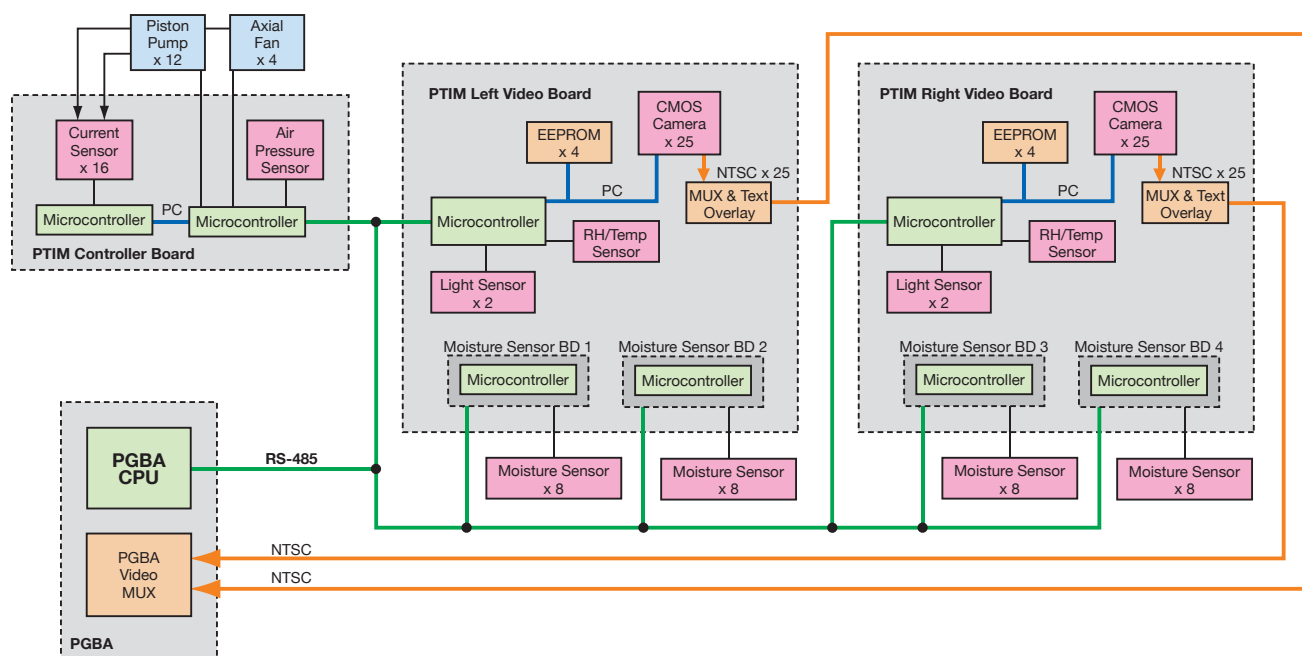 Piston
Pump
x 12
Axial
Fan
x 4
Current
Sensor
x 16
Air
Pressure
Sensor
Microcontroller
PC
Microcontroller
PTIM Controller Board
PTIM Left Video Board
EEPROM
x 4
CMOS
Camera
x 25
NTSC x 25
PC
MUX & Text
Overlay
Microcontroller
RH/Temp
Sensor
Light Sensor
x 2
Moisture Sensor BD 1
Microcontroller
Moisture Sensor BD 2
Microcontroller
Moisture Sensor
x 8
Moisture Sensor
x 8
PTIM Right Video Board
EEPROM
x 4
CMOS
Camera
x 25
NTSC x 25
PC
MUX & Text
Overlay
Microcontroller
RH/Temp
Sensor
Light Sensor
x 2
Moisture Sensor BD 3
Microcontroller
Moisture Sensor BD 4
Microcontroller
Moisture Sensor
x 8
Moisture Sensor
x 8
PGBA
CPU
RS-485
PGBA
Video
MUX
NTSC
NTSC
PGBA